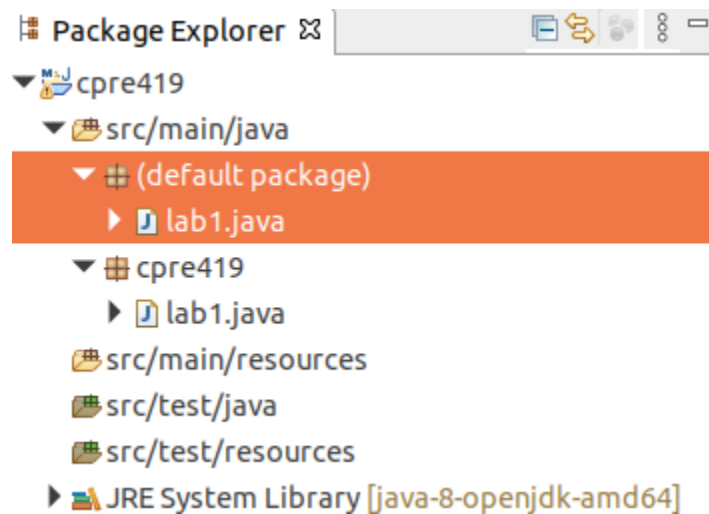 Package Explorer
cpre419
src/main/java
(default package)
lab1.java
cpre419
lab1.java
src/main/resources
src/test/java
src/test/resources
JRE System Library [java-8-openjdk-amd64]